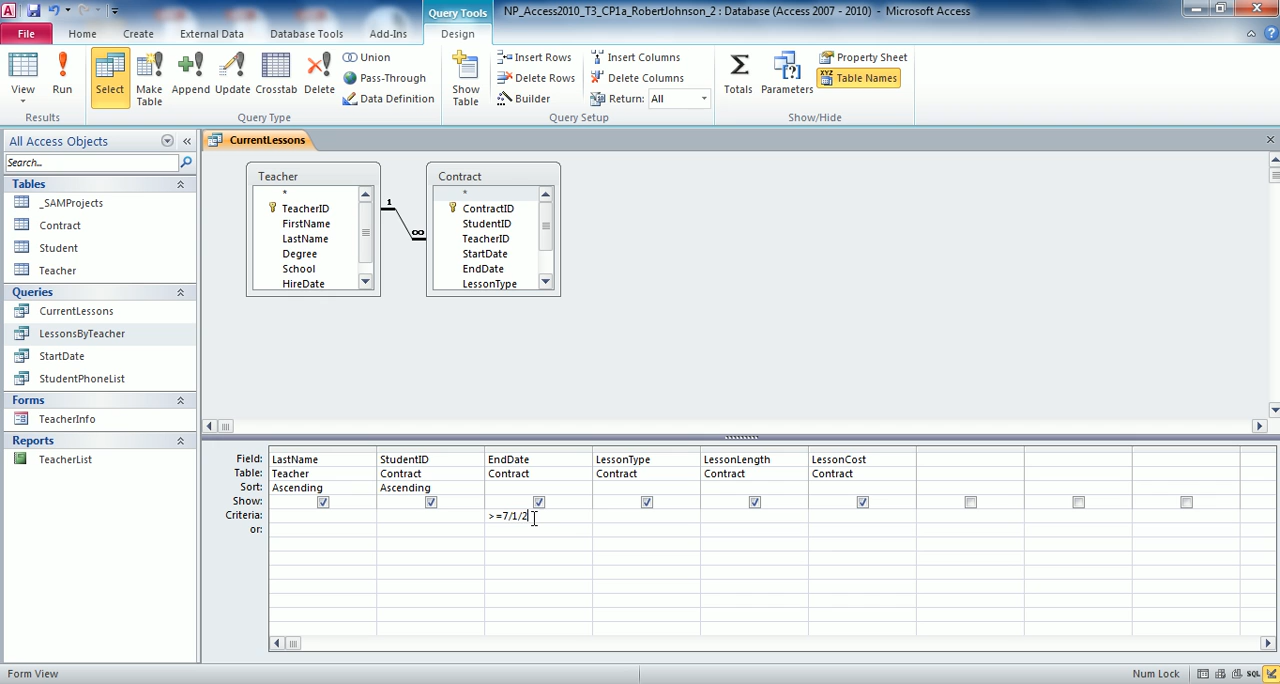 Query Tools
NP_Access2010_T3_CP1a_RobertJohnson_2 : Database (Access 2007 - 2010) - Microsoft Access
File Home Create External Data Database Tools Add-Ins Design
View
Run
Select
Make Table
Append
Update
Crosstab
Delete
Union
Pass-Through
Data Definition
Show Table
Insert Rows
Delete Rows
Builder
Insert Columns
Delete Columns
Return: All
Totals
Parameters
Property Sheet
XYZ Table Names
Results Query Type Query Setup Show/Hide
All Access Objects
Search...
Tables
_SAMProjects
Contract
Student
Teacher
Queries
CurrentLessons
LessonsByTeacher
StartDate
StudentPhoneList
Forms
TeacherInfo
Reports
TeacherList
CurrentLessons
Teacher
*
TeacherID
FirstName
LastName
Degree
School
HireDate
1
∞
Contract
*
ContractID
StudentID
TeacherID
StartDate
EndDate
LessonType
Field: LastName StudentID EndDate LessonType LessonLength LessonCost
Table: Teacher Contract Contract Contract Contract Contract
Sort: Ascending Ascending
Show:
Criteria: >=7/1/2
or:
Form View Num Lock SQL